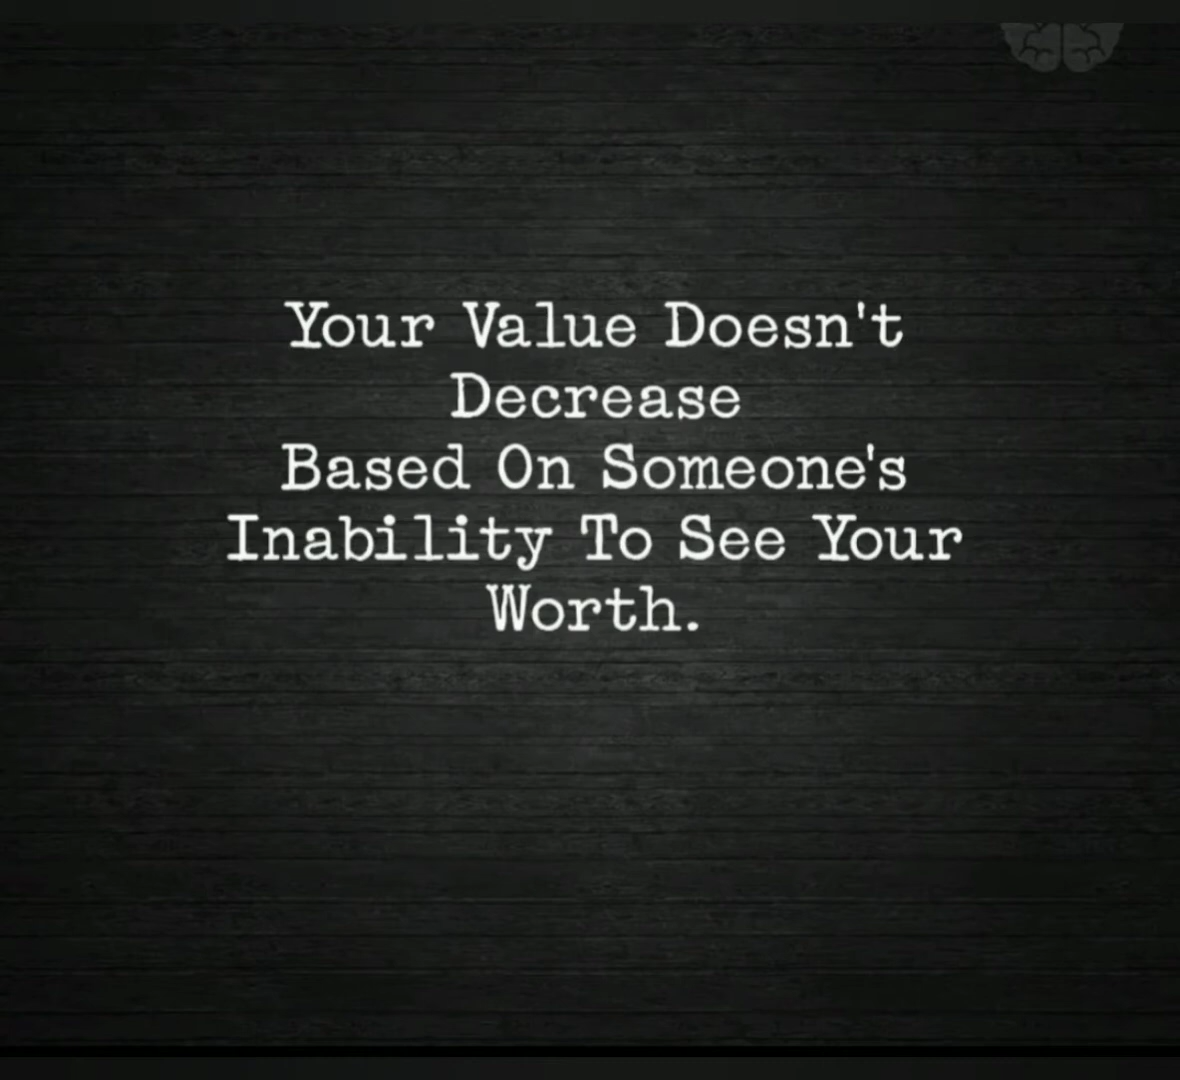 Your Value Doesn't
Decrease
Based On Someone's
Inability To See Your
Worth.